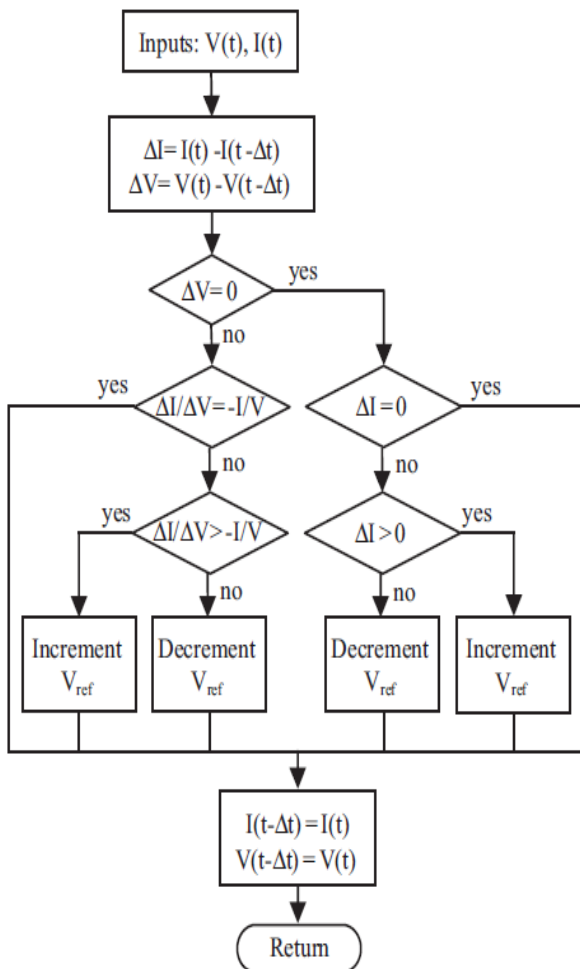 Inputs: V(t), I(t)
ΔI= I(t) -I(t -Δt)
ΔV= V(t) -V(t-Δt)
ΔV=0
yes
no
yes
ΔI/ΔV=-I/V
ΔI=0
yes
no
no
yes
ΔI/ΔV>-I/V
ΔI>0
yes
no
no
Increment
Vref
Decrement
Vref
Decrement
Vref
Increment
Vref
I(t-Δt)=I(t)
V(t-Δt)=V(t)
Return